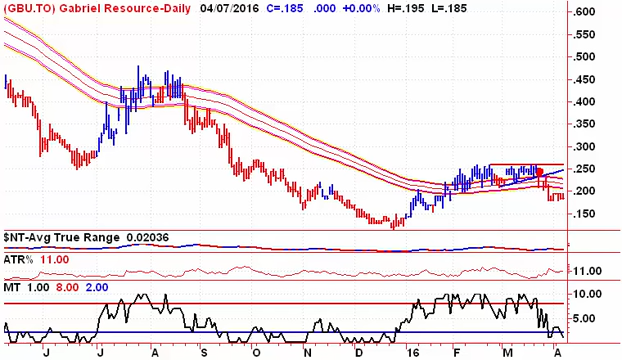 (GBU.TO) Gabriel Resource-Daily 04/07/2016 C=.185 .000 +0.00% H=.195 L=.185
.600
.550
.500
.450
.400
.350
.300
.250
.200
.150
$NT-Avg True Range 0.02036
ATR% 11.00
11.00
MT 1.00 8.00 2.00
10.00
5.00
J J A S O N D 16 F M A